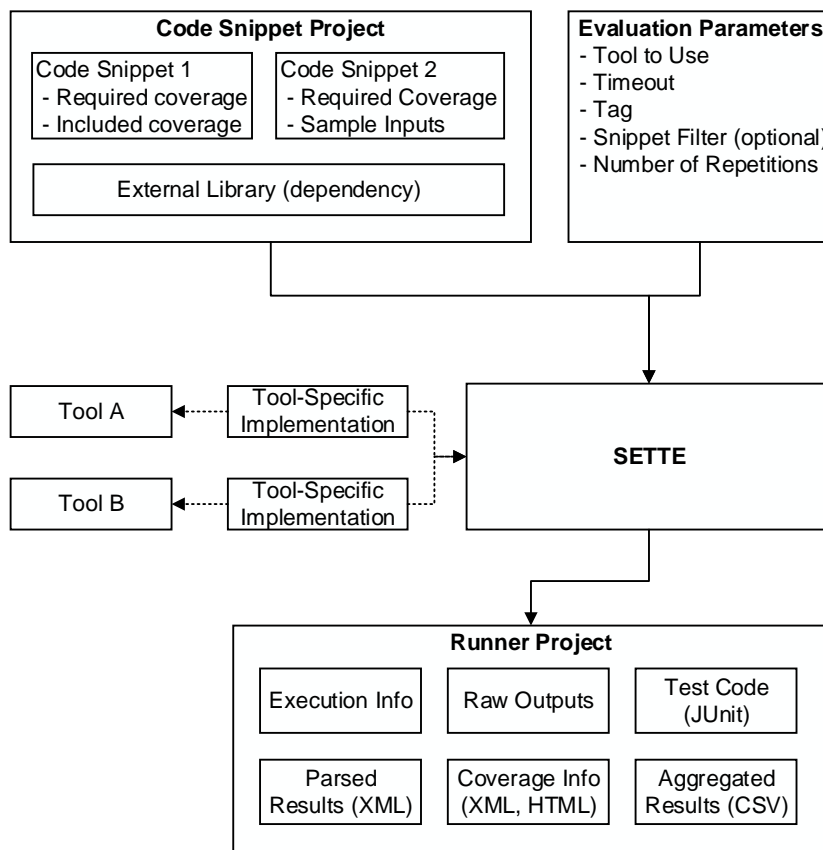 Code Snippet Project
Code Snippet 1
- Required coverage
- Included coverage
Code Snippet 2
- Required Coverage
- Sample Inputs
External Library (dependency)
Evaluation Parameters
- Tool to Use
- Timeout
- Tag
- Snippet Filter (optional)
- Number of Repetitions
Tool A
Tool-Specific
Implementation
SETTE
Tool B
Tool-Specific
Implementation
Runner Project
Execution Info
Raw Outputs
Test Code
(JUnit)
Parsed
Results (XML)
Coverage Info
(XML, HTML)
Aggregated
Results (CSV)